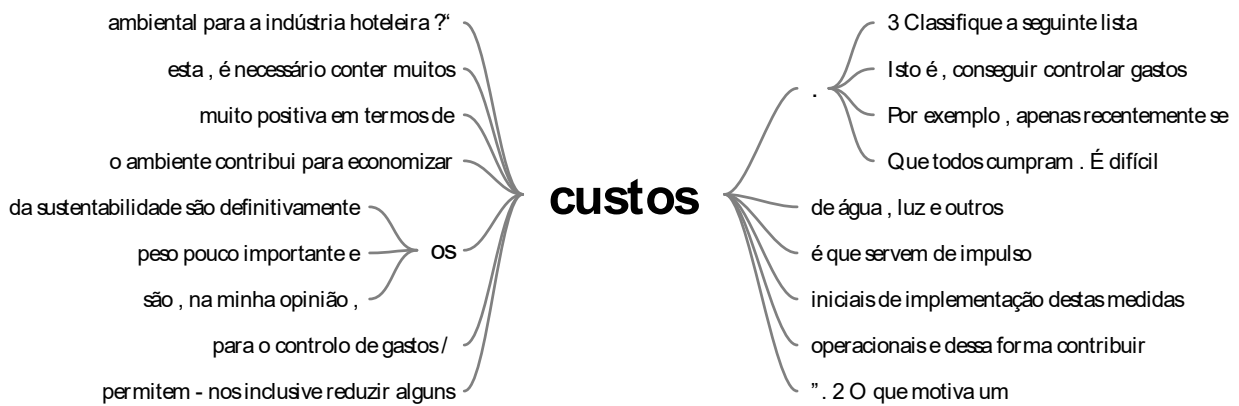 ambiental para a indústria hoteleira ?“
esta , é necessário conter muitos
muito positiva em termos de
o ambiente contribui para economizar
da sustentabilidade são definitivamente
peso pouco importante e
são , na minha opinião ,
os
para o controlo de gastos /
permitem - nos inclusive reduzir alguns
custos
.
3 Classifique a seguinte lista
Isto é , conseguir controlar gastos
Por exemplo , apenas recentemente se
Que todos cumpram . É difícil
de água , luz e outros
é que servem de impulso
iniciais de implementação destas medidas
operacionais e dessa forma contribuir
” . 2 O que motiva um